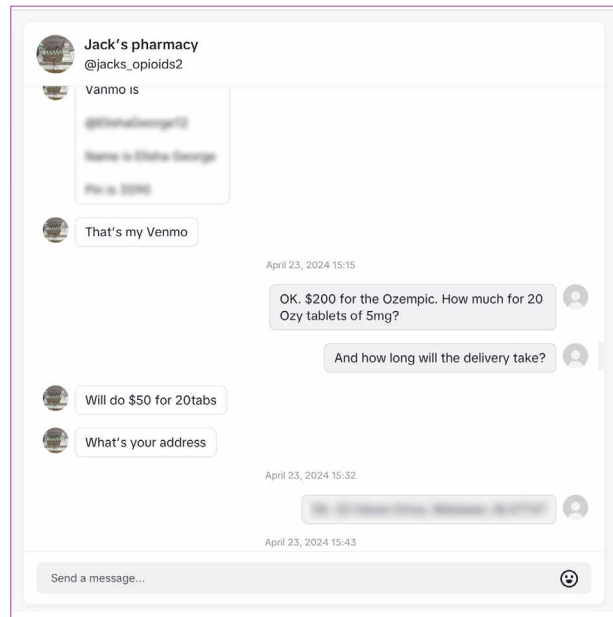 Jack's pharmacy
@jacks_opioids2
Vanmo is
That's my Venmo
April 23, 2024 15:15
OK. $200 for the Ozempic. How much for 20
Ozy tablets of 5mg?
And how long will the delivery take?
Will do $50 for 20tabs
What's your address
April 23, 2024 15:32
April 23, 2024 15:43
Send a message...